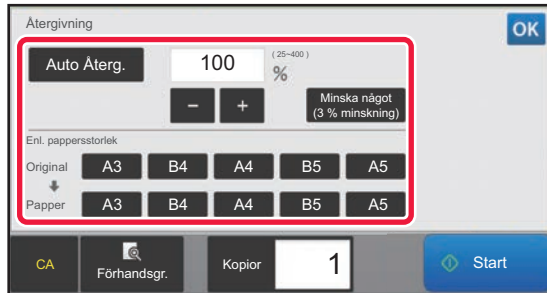 Återgivning
OK
Auto Återg.
100
(25~400)
%
−
+
Minska något
(3 % minskning)
Enl. pappersstorlek
Original
A3
B4
A4
B5
A5
Papper
A3
B4
A4
B5
A5
CA
Förhandsgr.
Kopior
1
Start